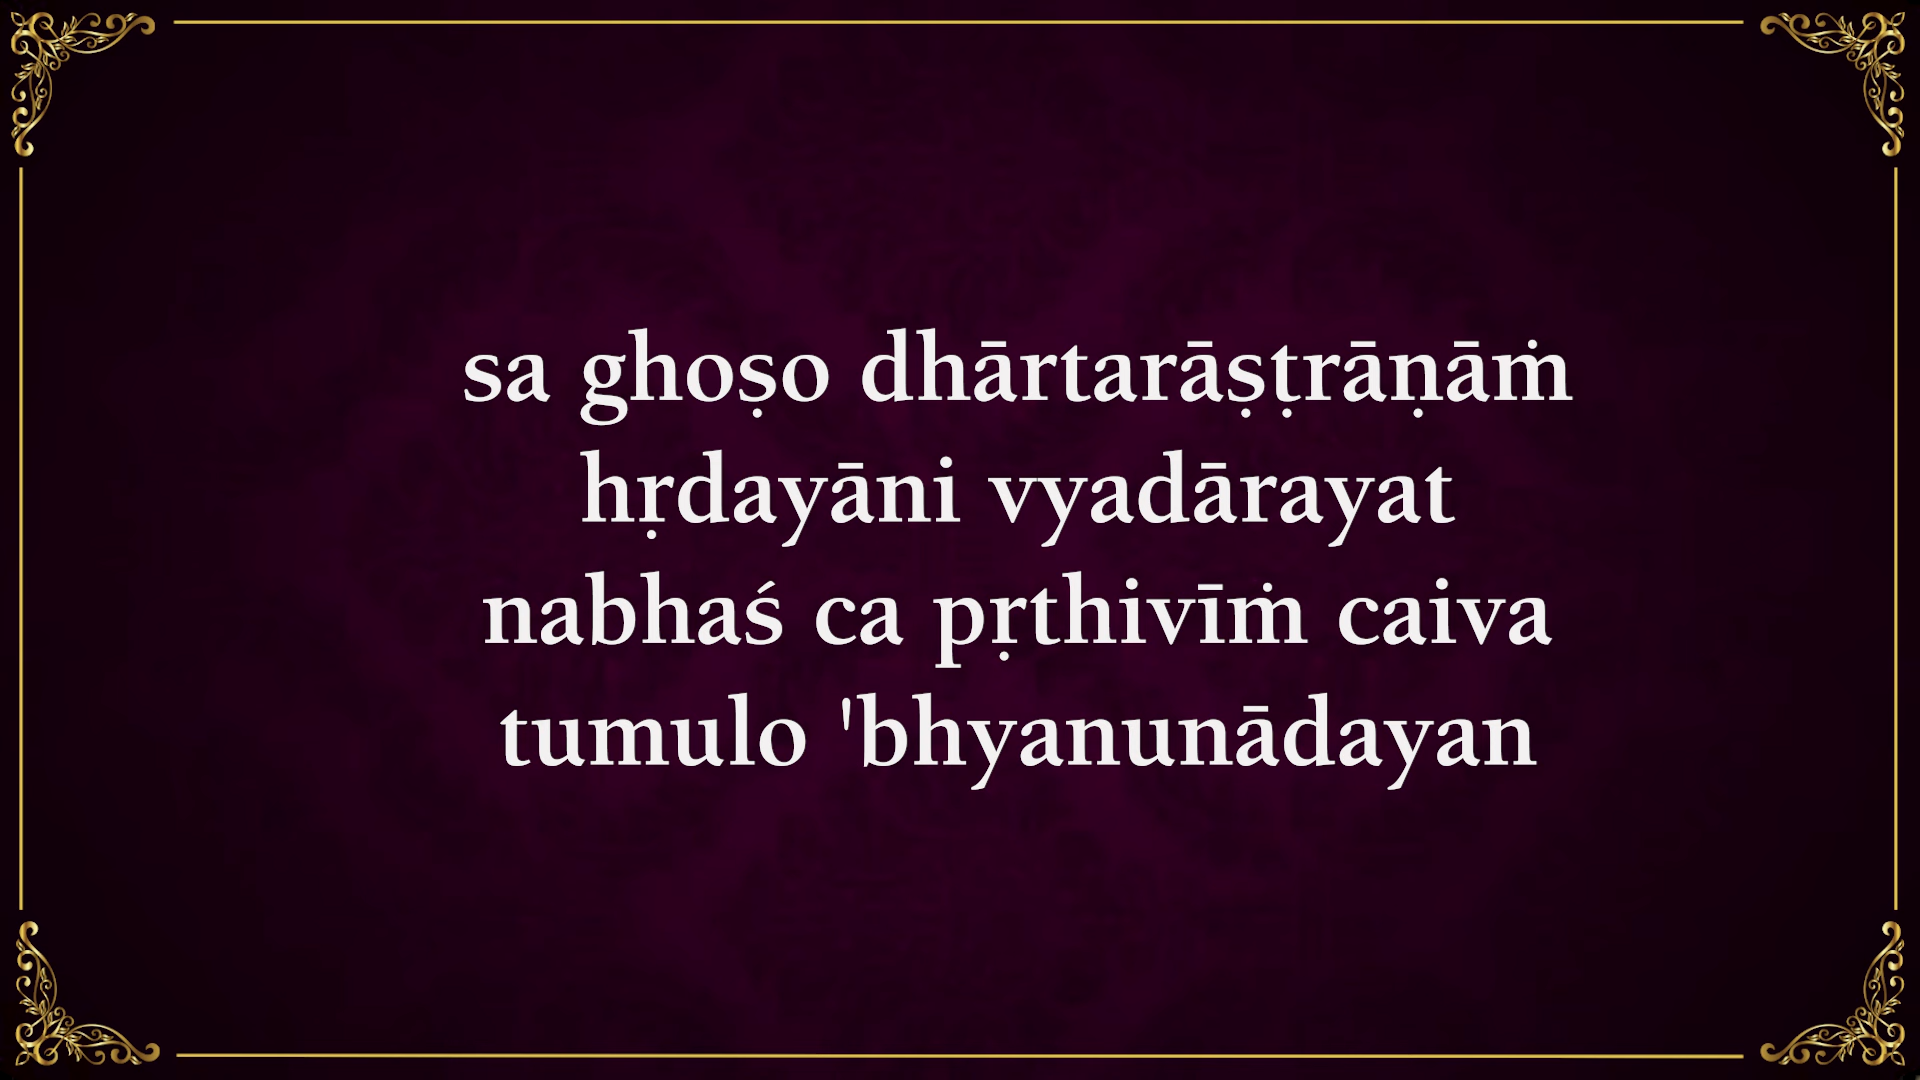 sa ghoṣo dhārtarāṣṭrāṇāṁ
hṛdayāni vyadārayat
nabhaś ca pṛthivīṁ caiva
tumulo 'bhyanunādayan